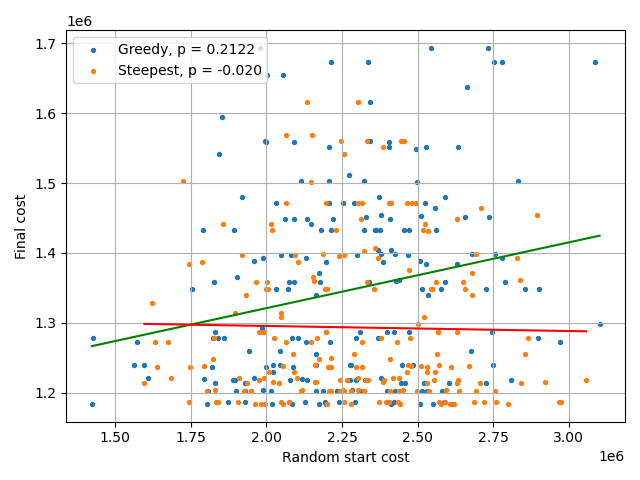 1e6
1.7
Greedy, p = 0.2122
Steepest, p = -0.020
1.6
1.5
1.4
1.3
1.2
Final cost
1.50
1.75
2.00
2.25
2.50
2.75
3.00
Random start cost
1e6